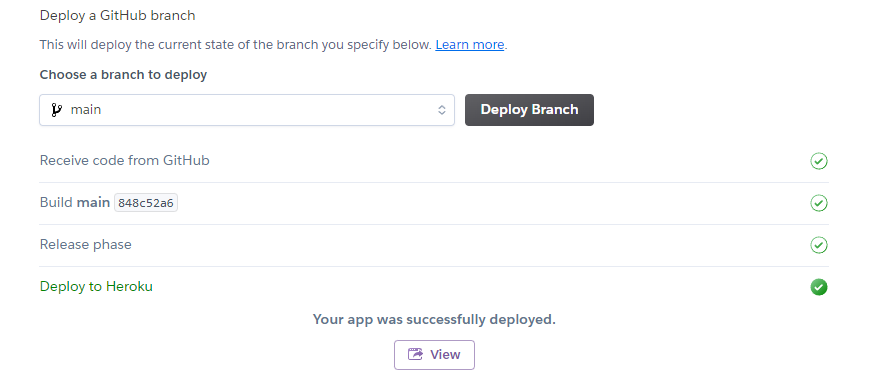 Deploy a GitHub branch
This will deploy the current state of the branch you specify below. Learn more.
Choose a branch to deploy
main Deploy Branch
Receive code from GitHub
Build main 848c52a6
Release phase
Deploy to Heroku
Your app was successfully deployed.
View